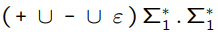 ( + ∪ - ∪ ε ) Σ₁* . Σ₁*